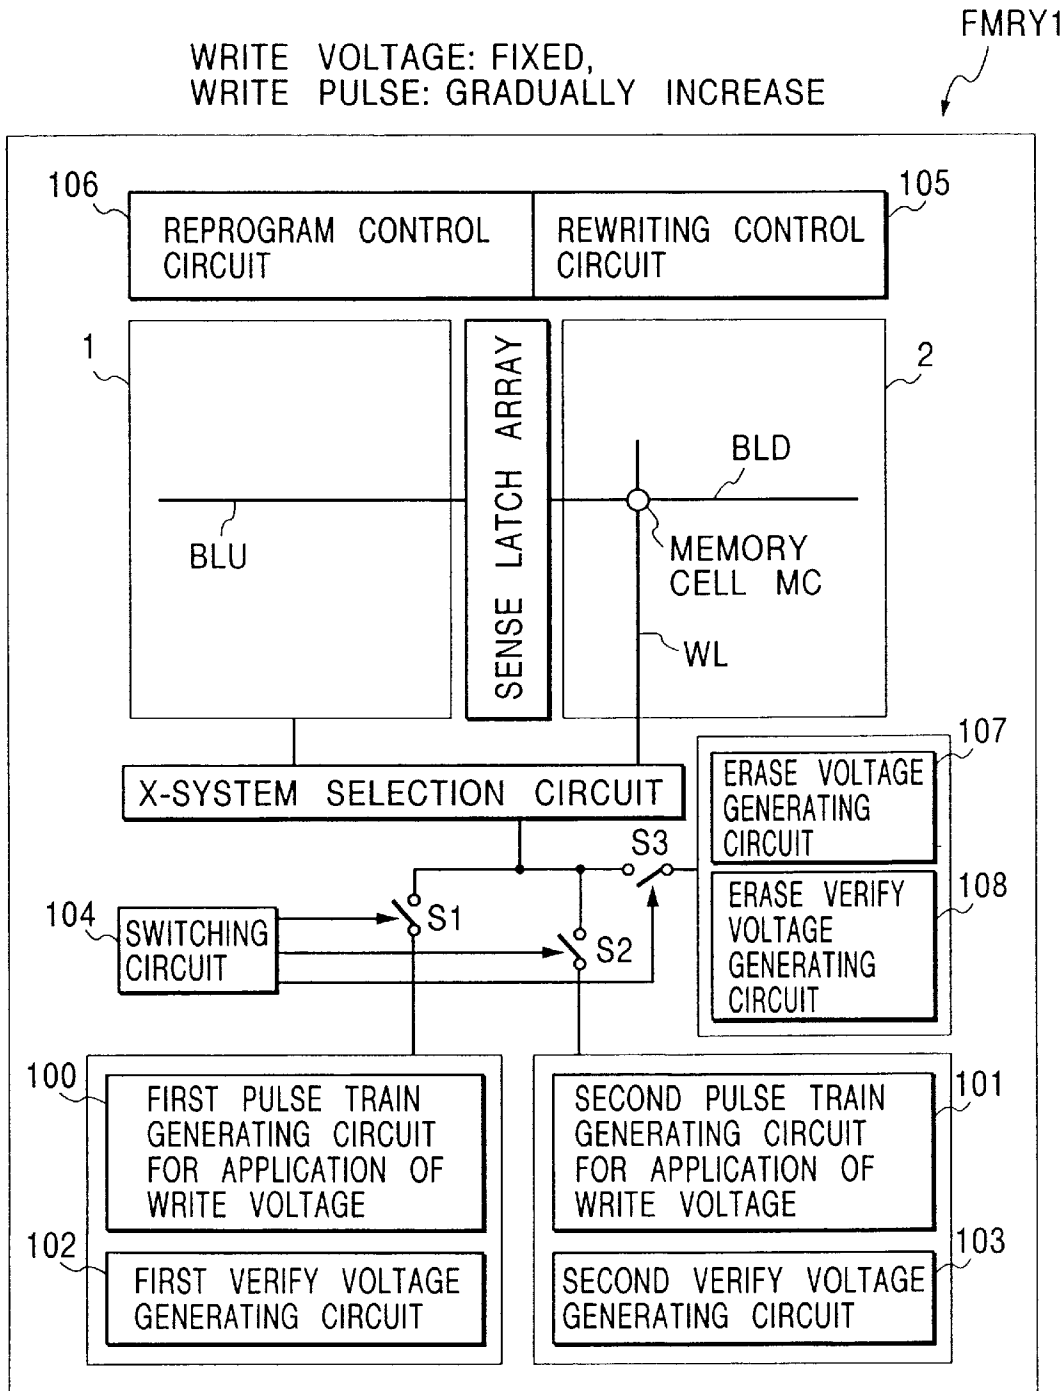 FMRY1
WRITE VOLTAGE: FIXED,
WRITE PULSE: GRADUALLY INCREASE
106
105
REPROGRAM CONTROL
CIRCUIT
REWRITING CONTROL
CIRCUIT
1
2
SENSE LATCH ARRAY
BLU
BLD
MEMORY
CELL MC
WL
X-SYSTEM SELECTION CIRCUIT
107
ERASE VOLTAGE
GENERATING
CIRCUIT
108
ERASE VERIFY
VOLTAGE
GENERATING
CIRCUIT
S3
S1
S2
104
SWITCHING
CIRCUIT
100
FIRST PULSE TRAIN
GENERATING CIRCUIT
FOR APPLICATION OF
WRITE VOLTAGE
101
SECOND PULSE TRAIN
GENERATING CIRCUIT
FOR APPLICATION OF
WRITE VOLTAGE
102
FIRST VERIFY VOLTAGE
GENERATING CIRCUIT
103
SECOND VERIFY VOLTAGE
GENERATING CIRCUIT